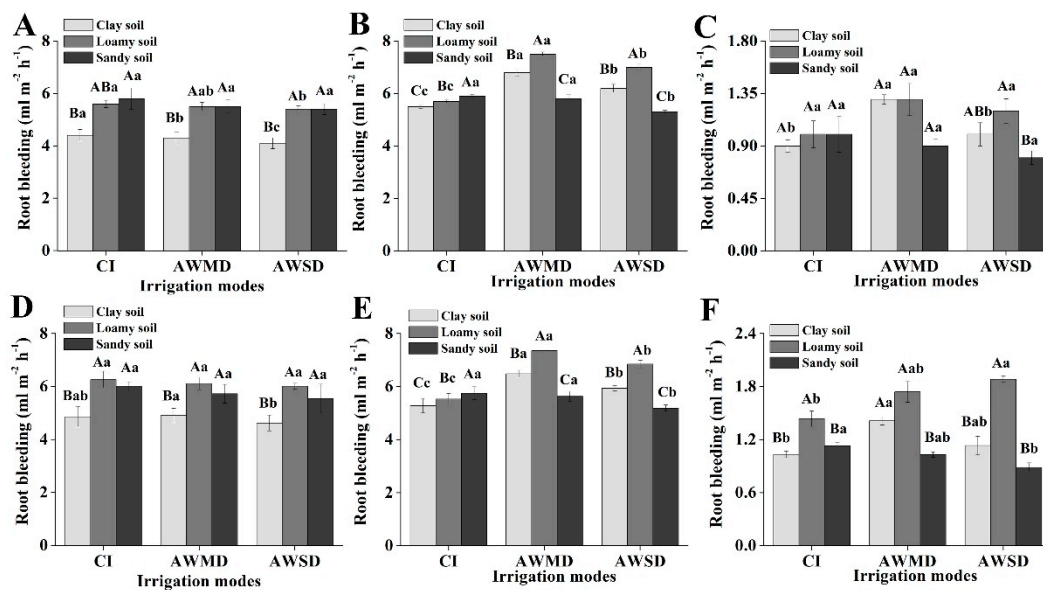 A
Clay soil
Loamy soil
Sandy soil
Root bleeding (ml m⁻² h⁻¹)
8
6
4
2
0
Ba
ABa
Aa
Bb
Aab
Aa
Bc
Ab
Aa
CI
AWMD
AWSD
Irrigation modes
B
Clay soil
Loamy soil
Sandy soil
Root bleeding (ml m⁻² h⁻¹)
8
6
4
2
0
Cc
Bc
Aa
Ba
Aa
Ca
Bb
Ab
Cb
CI
AWMD
AWSD
Irrigation modes
C
Clay soil
Loamy soil
Sandy soil
Root bleeding (ml m⁻² h⁻¹)
1.80
1.35
0.90
0.45
0.00
Ab
Aa
Aa
Aa
Aa
Aa
ABb
Aa
Ba
CI
AWMD
AWSD
Irrigation modes
D
Clay soil
Loamy soil
Sandy soil
Root bleeding (ml m⁻² h⁻¹)
8
6
4
2
0
Bab
Aa
Aa
Ba
Aa
Aa
Bb
Aa
Aa
CI
AWMD
AWSD
Irrigation modes
E
Clay soil
Loamy soil
Sandy soil
Root bleeding (ml m⁻² h⁻¹)
8
6
4
2
0
Cc
Bc
Aa
Ba
Aa
Ca
Bb
Ab
Cb
CI
AWMD
AWSD
Irrigation modes
F
Clay soil
Loamy soil
Sandy soil
Root bleeding (ml m⁻² h⁻¹)
2.4
1.8
1.2
0.6
0.0
Bb
Ab
Ba
Aa
Aab
Bab
Bab
Aa
Bb
CI
AWMD
AWSD
Irrigation modes